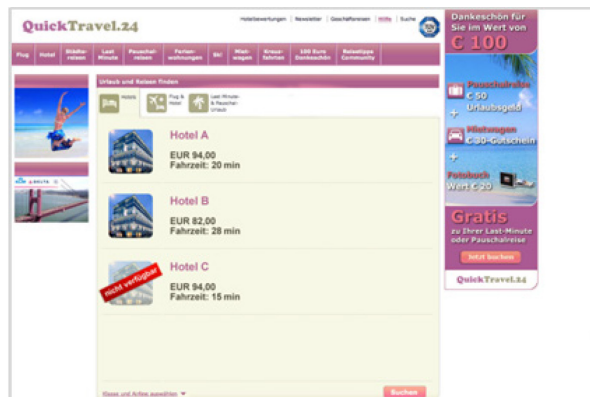 QuickTravel.24
Hotelbewertungen | Newsletter | Geschäftsreisen | Hilfe | Suche
Flug
Hotel
Städte-
reisen
Last
Minute
Pauschal-
reisen
Ferien-
wohnungen
Ski
Miet-
wagen
Kreuz-
fahrten
100 Euro
Dankeschön
Reisetipps
Community
Urlaub und Reisen finden
Hotels
Flug &
Hotel
Last-Minute-
& Pauschal-
Urlaub
Hotel A
EUR 94,00
Fahrzeit: 20 min
Hotel B
EUR 82,00
Fahrzeit: 28 min
nicht verfügbar
Hotel C
EUR 94,00
Fahrzeit: 15 min
Klasse und Airline auswählen
Suchen
Dankeschön für
Sie im Wert von
€ 100
Pauschalreise
€ 50
Urlaubsgeld
+
Mietwagen
€ 30-Gutschein
+
Fotobuch
Wert € 20
Gratis
zu Ihrer Last-Minute
oder Pauschalreise
Jetzt buchen
QuickTravel.24